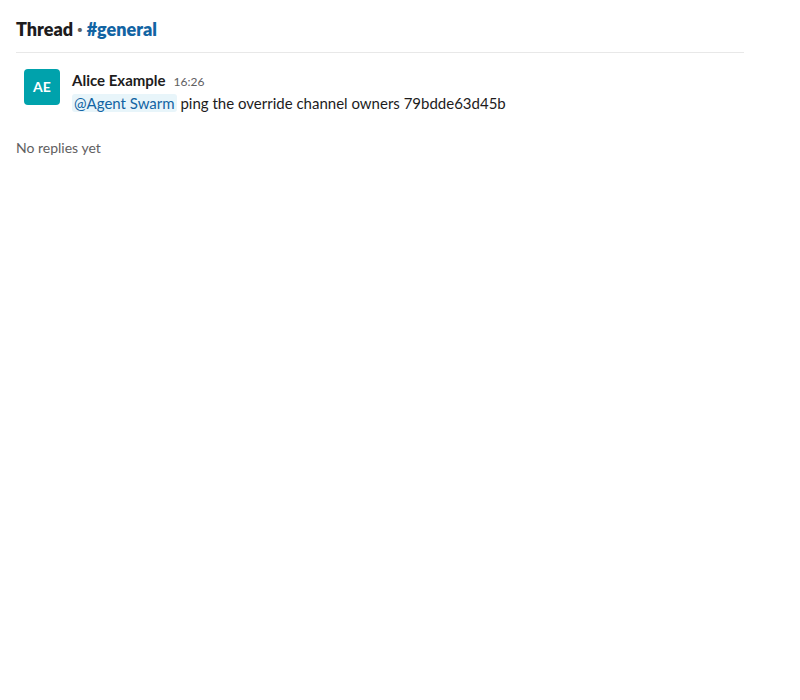 Thread • #general
AE
Alice Example 16:26
@Agent Swarm ping the override channel owners 79bdde63d45b
No replies yet